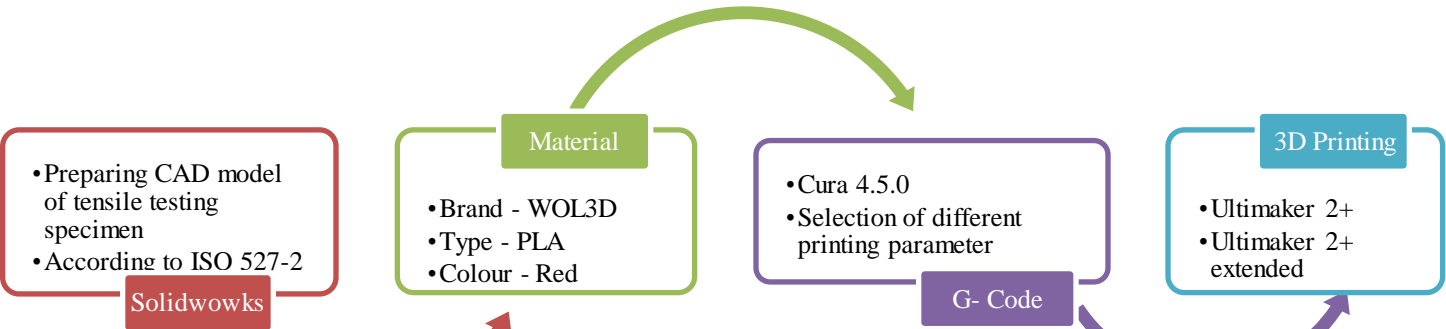 •Preparing CAD model
of tensile testing
specimen
•According to ISO 527-2
Solidwowks
Material
•Brand - WOL3D
•Type - PLA
•Colour - Red
•Cura 4.5.0
•Selection of different
printing parameter
G- Code
3D Printing
•Ultimaker 2+
•Ultimaker 2+
extended